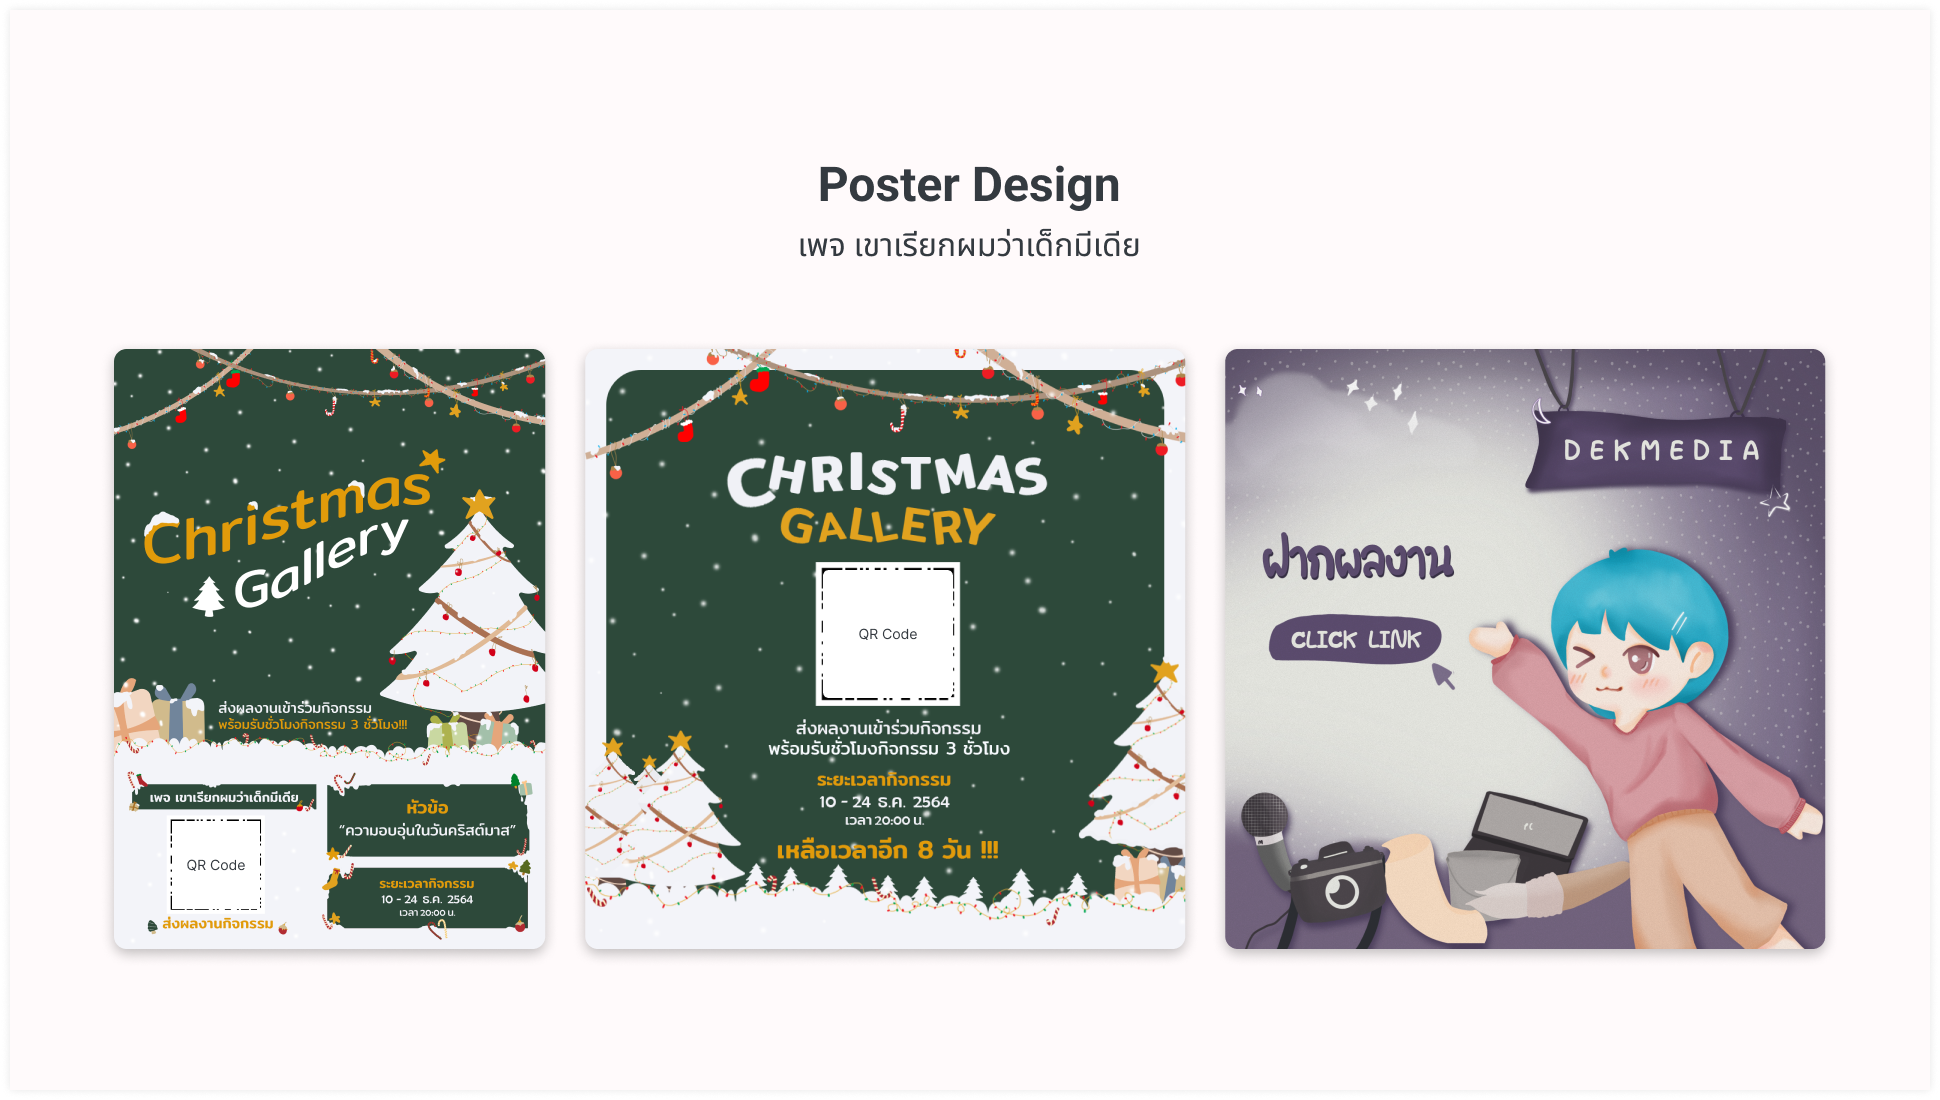 Poster Design
เพจ เขาเรียกผมว่าเด็กมีเดีย
Christmas
Gallery
ส่งผลงานเข้าร่วมกิจกรรม
พร้อมรับชั่วโมงกิจกรรม 3 ชั่วโมง!!!
เพจ เขาเรียกผมว่าเด็กมีเดีย
QR Code
ส่งผลงานกิจกรรม
หัวข้อ
“ความอบอุ่นในวันคริสต์มาส”
ระยะเวลากิจกรรม
10 - 24 ธ.ค. 2564
เวลา 20:00 น.
CHRISTMAS
GALLERY
QR Code
ส่งผลงานเข้าร่วมกิจกรรม
พร้อมรับชั่วโมงกิจกรรม 3 ชั่วโมง
ระยะเวลากิจกรรม
10 - 24 ธ.ค. 2564
เวลา 20:00 น.
เหลือเวลาอีก 8 วัน !!!
DEKMEDIA
ฝากผลงาน
CLICK LINK